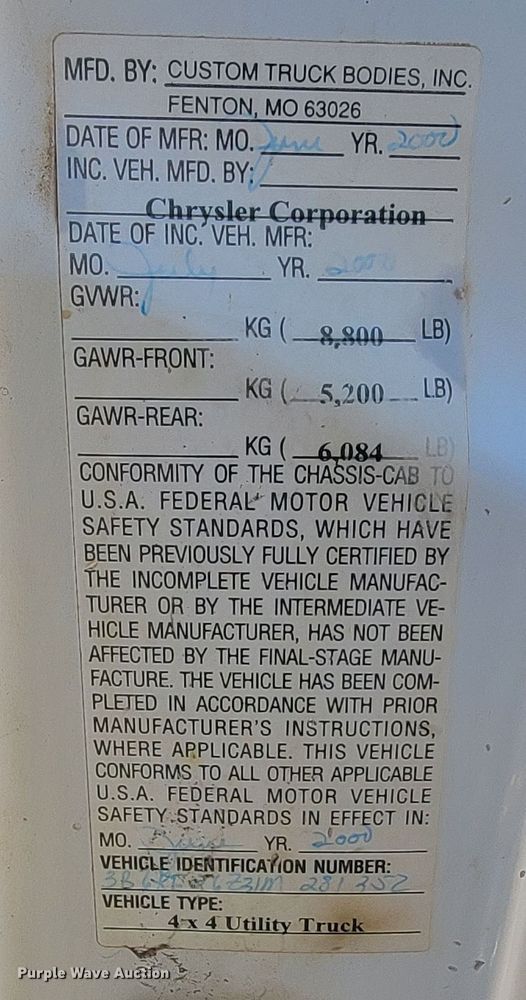 MFD. BY: CUSTOM TRUCK BODIES, INC.
FENTON, MO 63026
DATE OF MFR: MO. June YR. 2000
INC. VEH. MFD. BY:
Chrysler Corporation
DATE OF INC. VEH. MFR:
MO. July YR. 2000
GVWR:
KG ( 8,800 LB)
GAWR-FRONT:
KG ( 5,200 LB)
GAWR-REAR:
KG ( 6,084 LB)
CONFORMITY OF THE CHASSIS-CAB TO
U.S.A. FEDERAL MOTOR VEHICLE
SAFETY STANDARDS, WHICH HAVE
BEEN PREVIOUSLY FULLY CERTIFIED BY
THE INCOMPLETE VEHICLE MANUFAC-
TURER OR BY THE INTERMEDIATE VE-
HICLE MANUFACTURER, HAS NOT BEEN
AFFECTED BY THE FINAL-STAGE MANU-
FACTURE. THE VEHICLE HAS BEEN COM-
PLETED IN ACCORDANCE WITH PRIOR
MANUFACTURER'S INSTRUCTIONS,
WHERE APPLICABLE. THIS VEHICLE
CONFORMS TO ALL OTHER APPLICABLE
U.S.A. FEDERAL MOTOR VEHICLE
SAFETY STANDARDS IN EFFECT IN:
MO. YR. 2000
VEHICLE IDENTIFICATION NUMBER:
VEHICLE TYPE:
4 x 4 Utility Truck
Purple Wave Auction